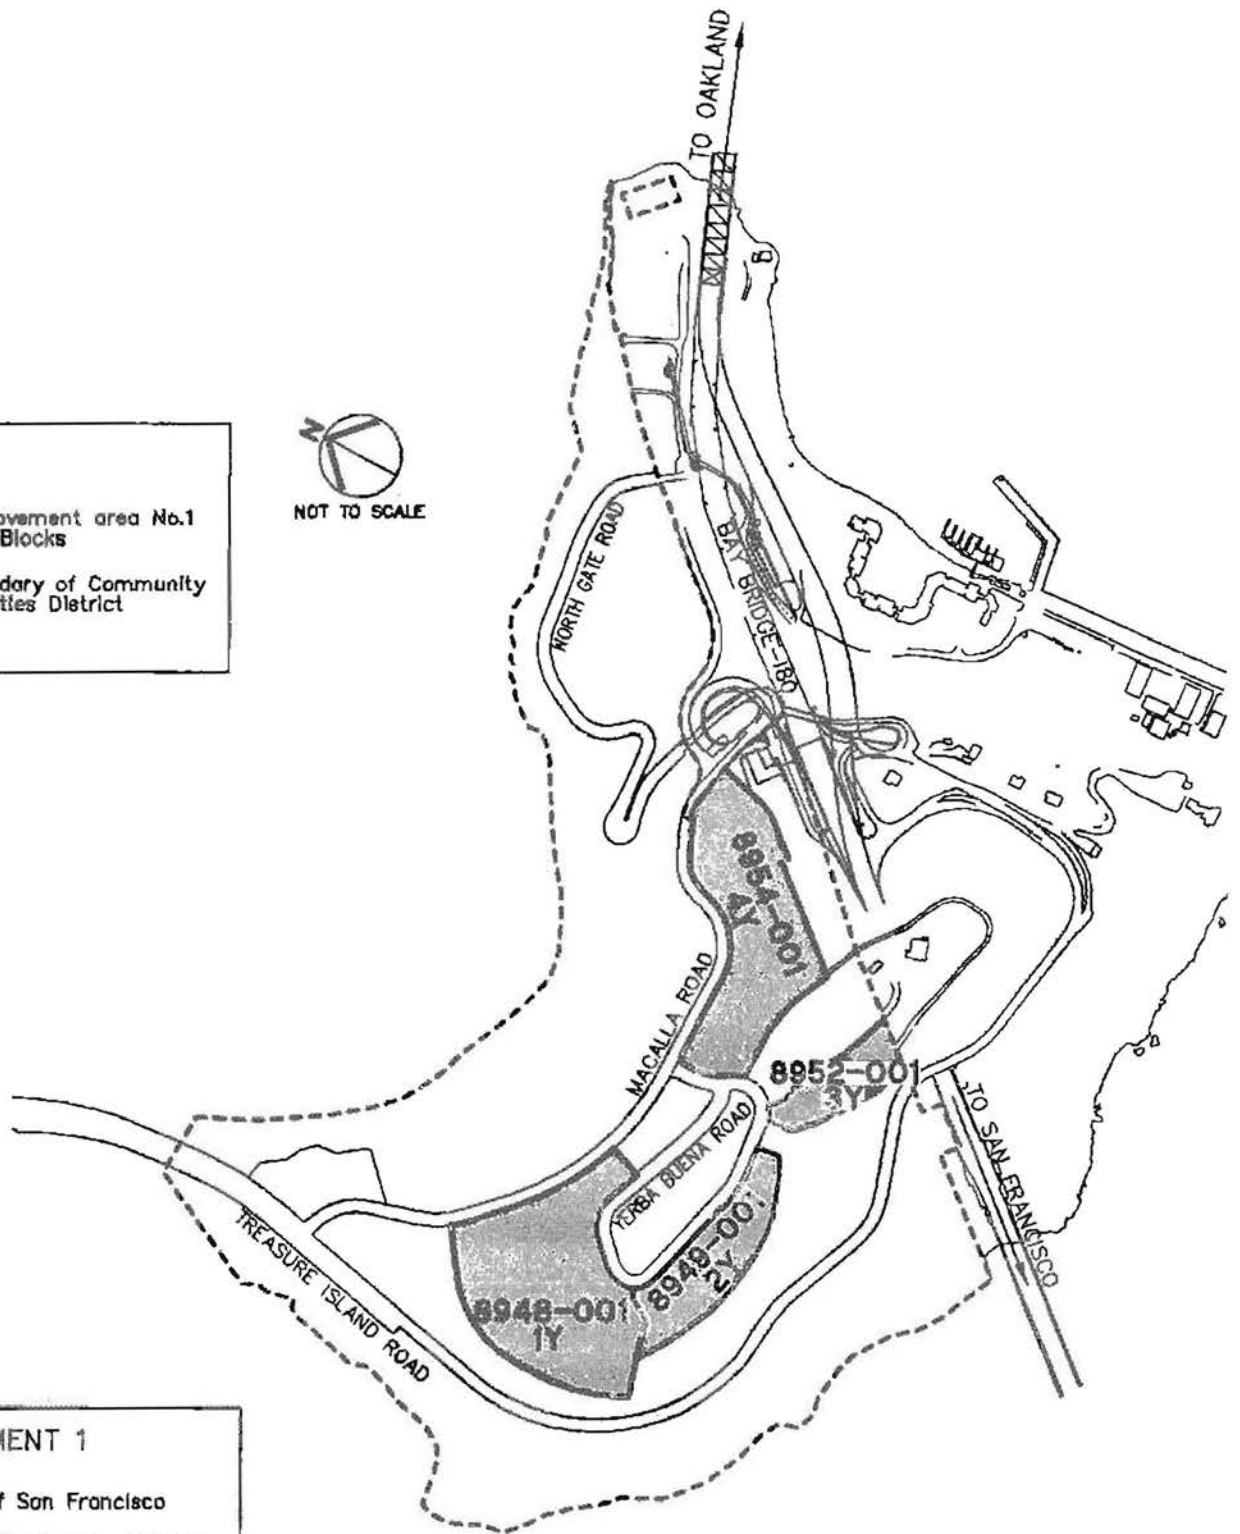 TO OAKLAND
N
NOT TO SCALE
ovement area No.1
Blocks
dary of Community
ties District
NORTH GATE ROAD
BAY BRIDGE-I80
8954-001
4Y
MACALLA ROAD
8952-001
3Y
YERBA BUENA ROAD
TO SAN FRANCISCO
8949-001
2Y
8948-001
1Y
TREASURE ISLAND ROAD
MENT 1
f San Francisco